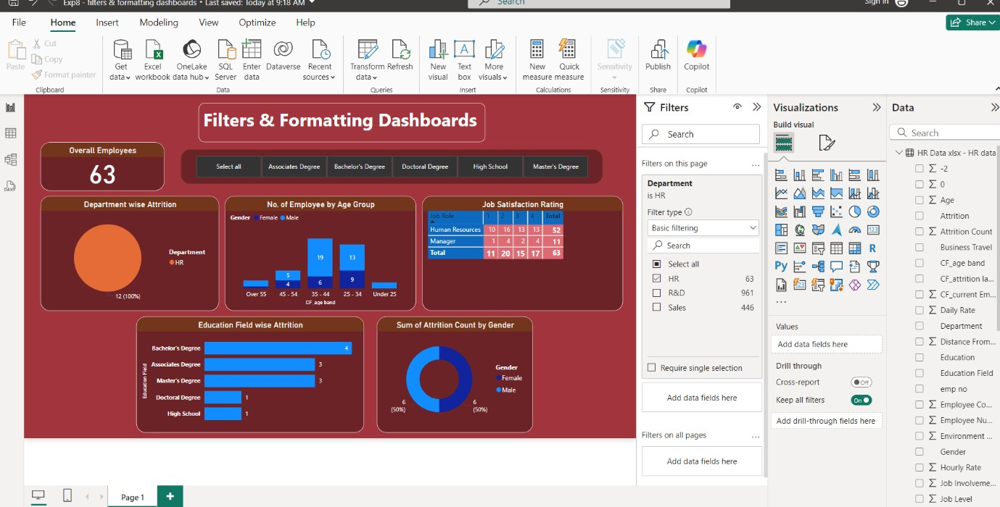 Exp8 - filters & formatting dashboards • Last saved: Today at 9:18 AM
Search
Sign in
File Home Insert Modeling View Optimize Help
Share
Paste
Cut
Copy
Format painter
Clipboard
Get data
Excel workbook
OneLake data hub
SQL Server
Enter data
Dataverse
Recent sources
Data
Transform data
Refresh
Queries
New visual
Text box
More visuals
Insert
New measure
Quick measure
Calculations
Sensitivity
Sensitivity
Publish
Share
Copilot
Copilot
Filters & Formatting Dashboards
Overall Employees
63
Select all
Associates Degree
Bachelor's Degree
Doctoral Degree
High School
Master's Degree
Department wise Attrition
Department
HR
12 (100%)
No. of Employee by Age Group
Gender Female Male
19
13
5
4
6
9
Over 55
45 - 54
35 - 44
25 - 34
Under 25
CF_age band
Job Satisfaction Rating
Job Role 1 2 3 4 Total
Human Resources 10 16 13 13 52
Manager 1 4 2 4 11
Total 11 20 15 17 63
Education Field wise Attrition
Education Field
Bachelor's Degree 4
Associates Degree 3
Master's Degree 3
Doctoral Degree 1
High School 1
Sum of Attrition Count by Gender
Gender
Female
Male
6
(50%)
6
(50%)
Page 1
Filters
Search
Filters on this page
Department
is HR
Filter type
Basic filtering
Search
Select all
HR 63
R&D 961
Sales 446
Require single selection
Add data fields here
Filters on all pages
Add data fields here
Visualizations
Build visual
123
R
Py
123
Values
Add data fields here
Drill through
Cross-report
Off
Keep all filters
On
Add drill-through fields here
Data
Search
HR Data xlsx - HR data
∑ -2
∑ 0
∑ Age
Attrition
∑ Attrition Count
Business Travel
CF_age band
CF_attrition la...
∑ CF_current Em...
∑ Daily Rate
Department
∑ Distance From...
Education
Education Field
emp no
∑ Employee Co...
∑ Employee Nu...
∑ Environment ...
Gender
∑ Hourly Rate
∑ Job Involveme...
∑ Job Level